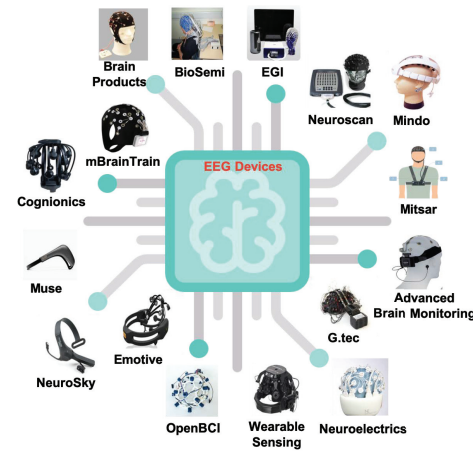 Brain
Products
BioSemi
EGI
Neuroscan
Mindo
mBrainTrain
EEG Devices
Cognionics
Mitsar
Muse
Advanced
Brain Monitoring
G.tec
Emotive
NeuroSky
OpenBCI
Wearable
Sensing
Neuroelectrics